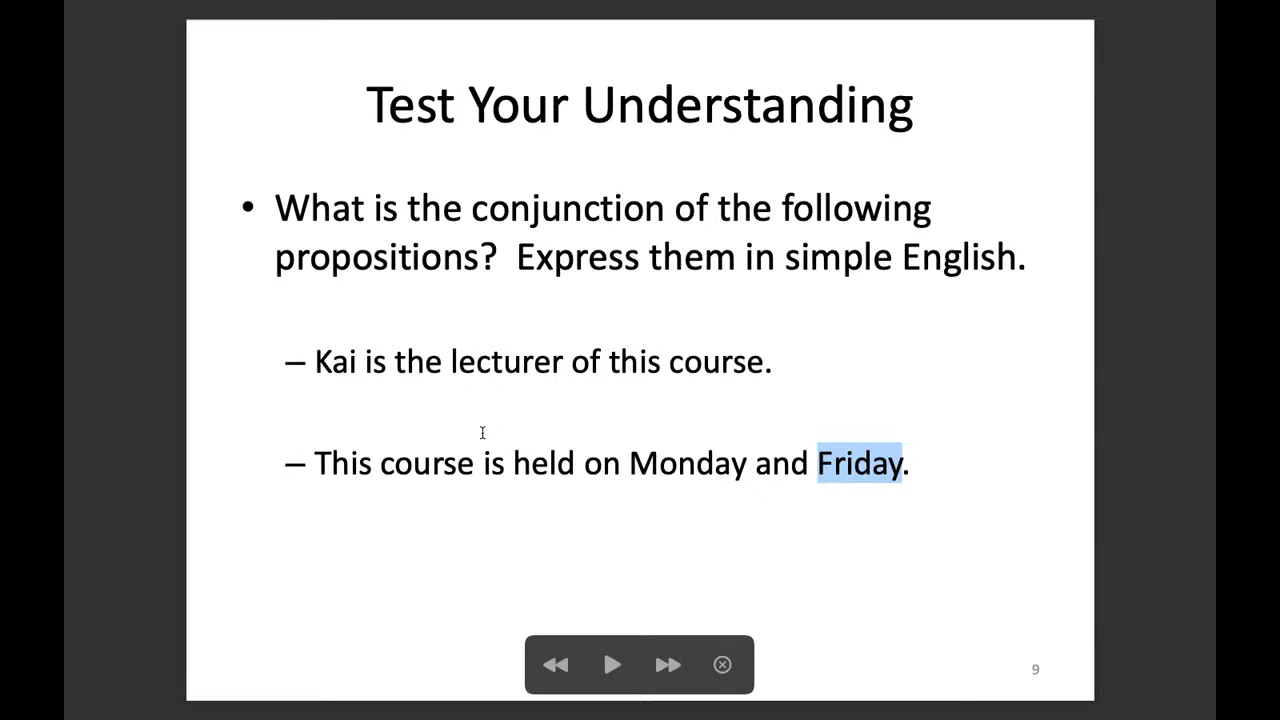 Test Your Understanding
• What is the conjunction of the following
propositions?  Express them in simple English.
– Kai is the lecturer of this course.
– This course is held on Monday and Friday.
9